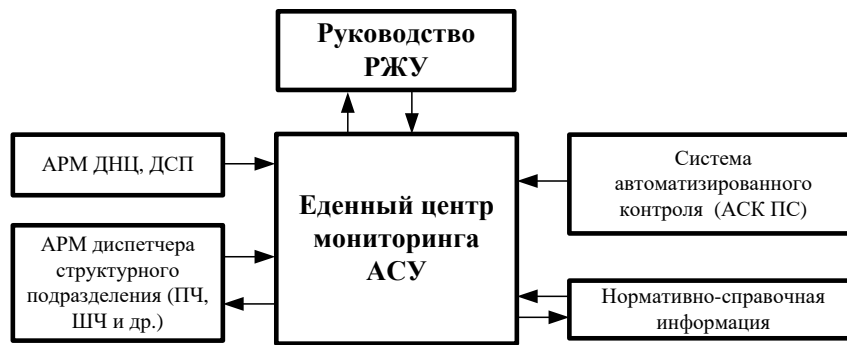 Руководство
РЖУ
АРМ ДНЦ, ДСП
Еденный центр
мониторинга
АСУ
Система
автоматизированного
контроля (АСК ПС)
АРМ диспетчера
структурного
подразделения (ПЧ,
ШЧ и др.)
Нормативно-справочная
информация